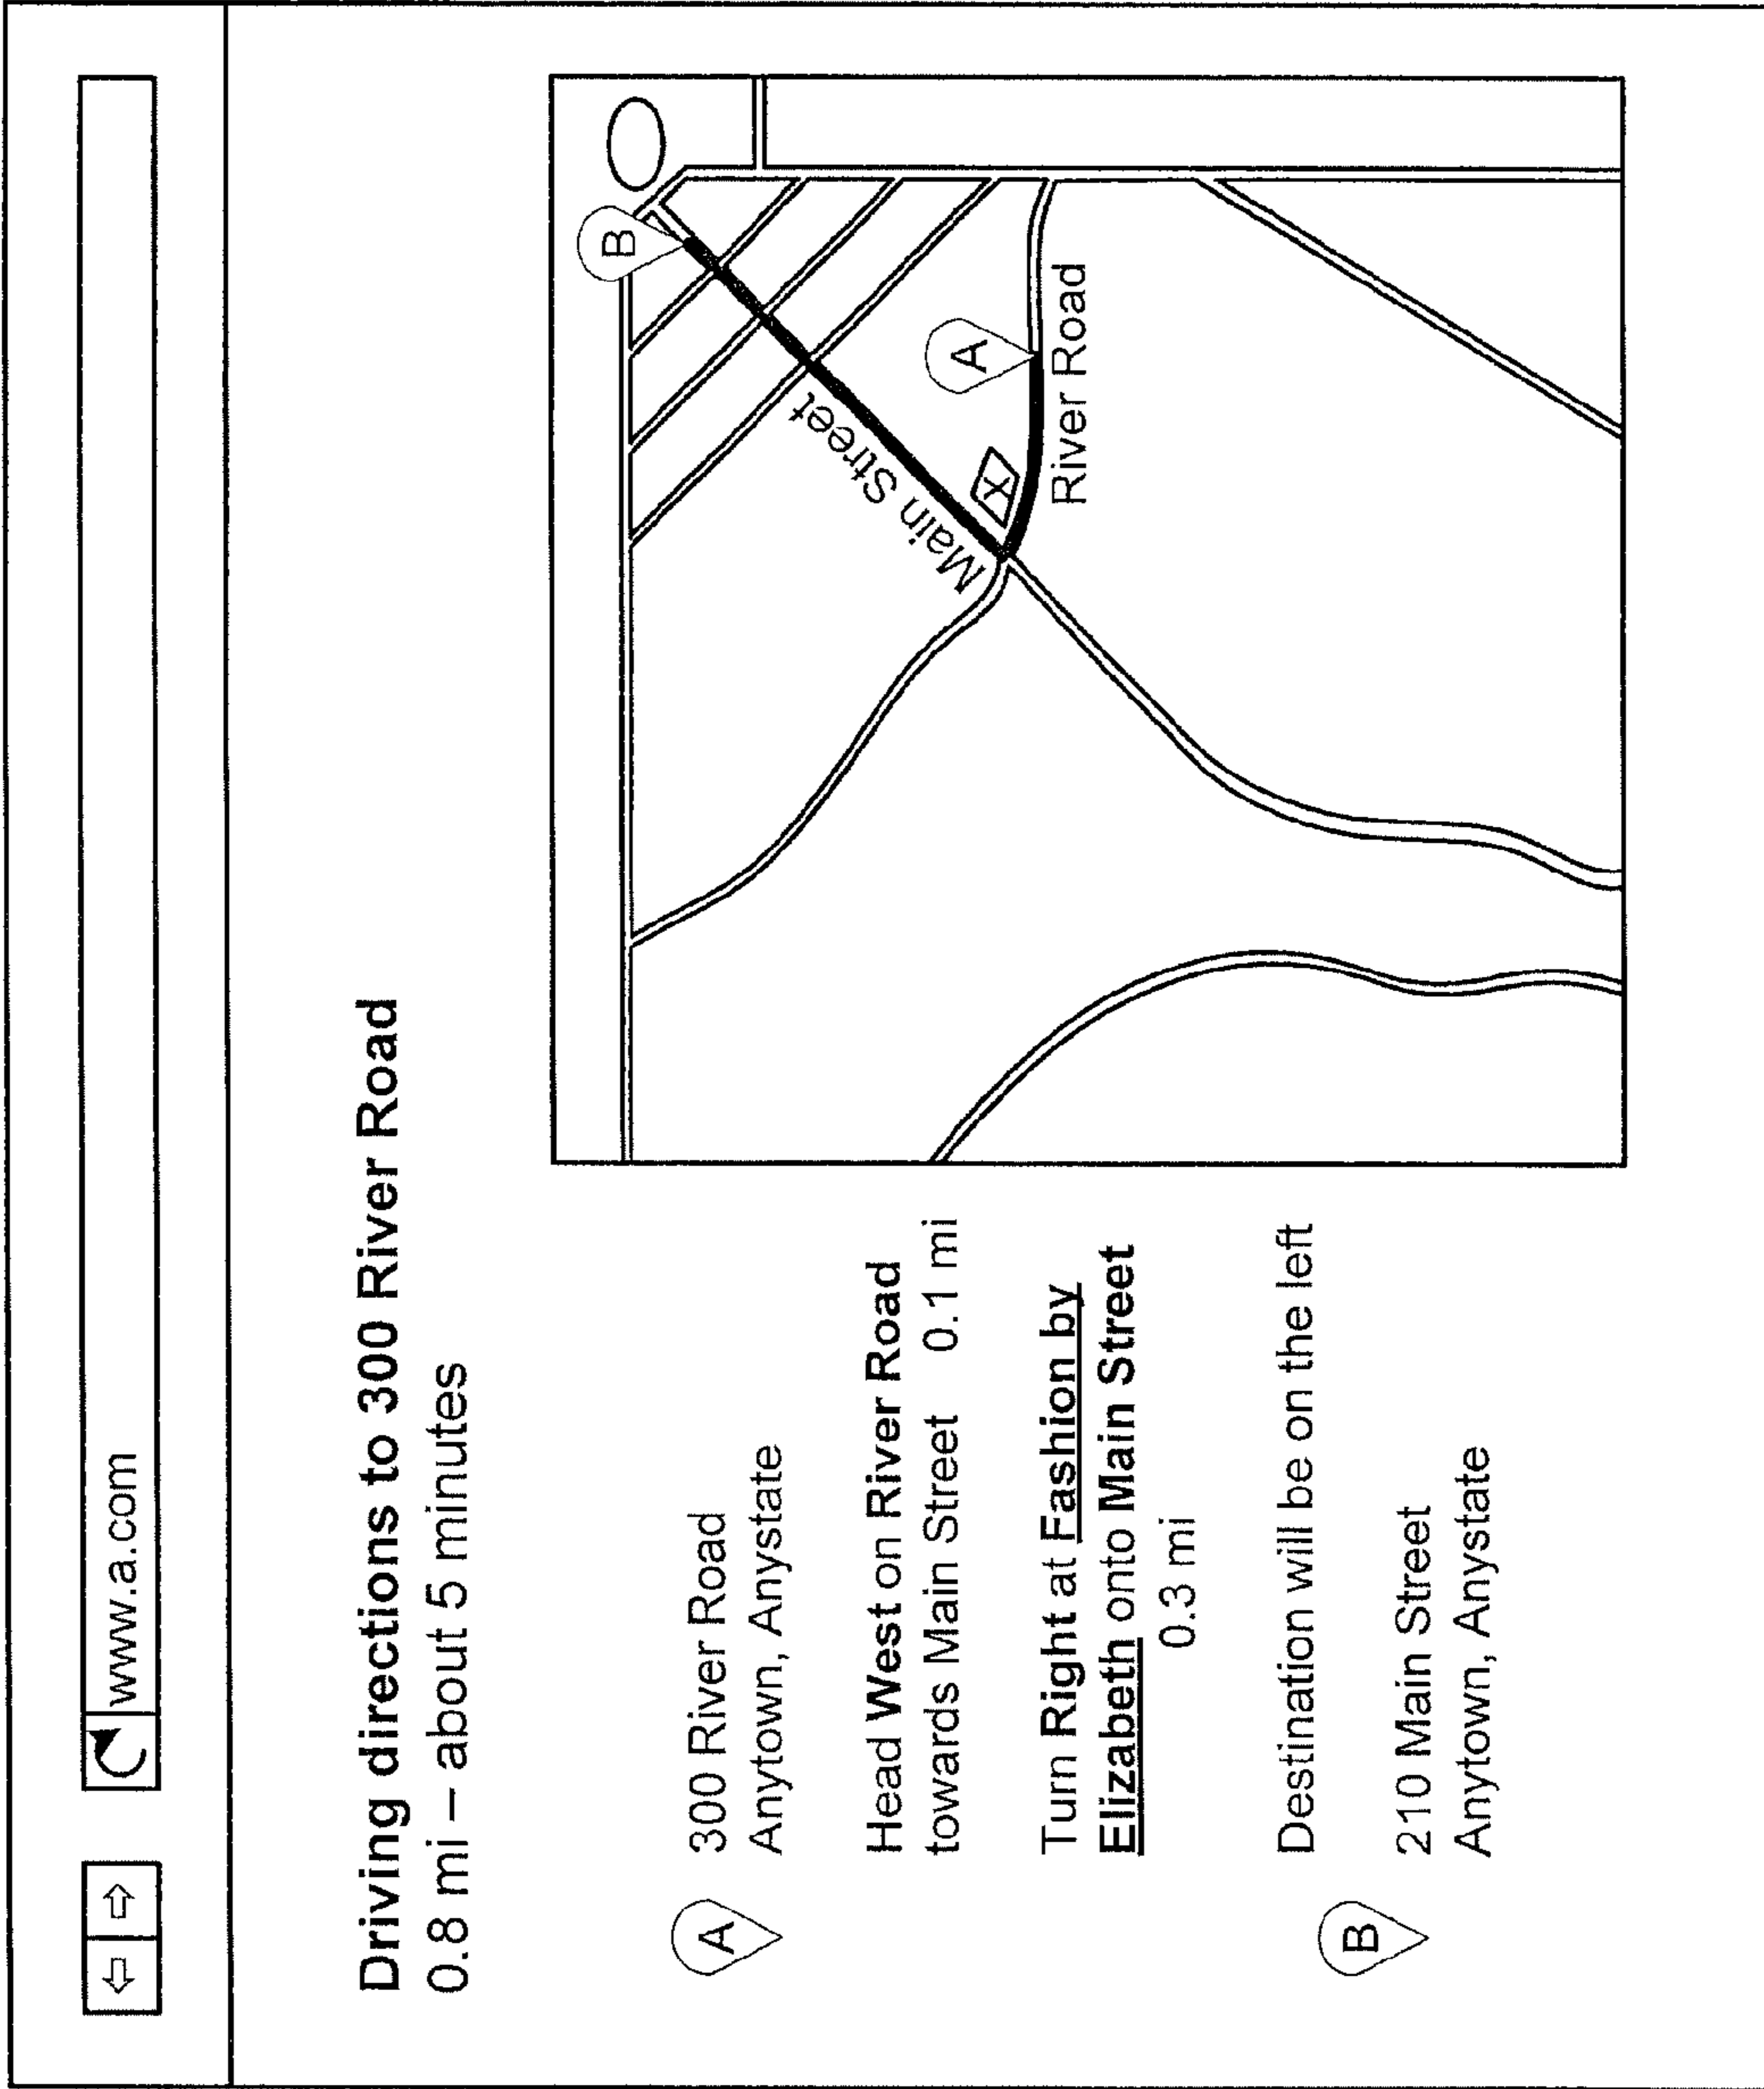 www.a.com
Driving directions to 300 River Road
0.8 mi – about 5 minutes
A
300 River Road
Anytown, Anystate
Head West on River Road
towards Main Street 0.1 mi
Turn Right at Fashion by
Elizabeth onto Main Street
0.3 mi
Destination will be on the left
B
210 Main Street
Anytown, Anystate
B
Main Street
A
X
River Road